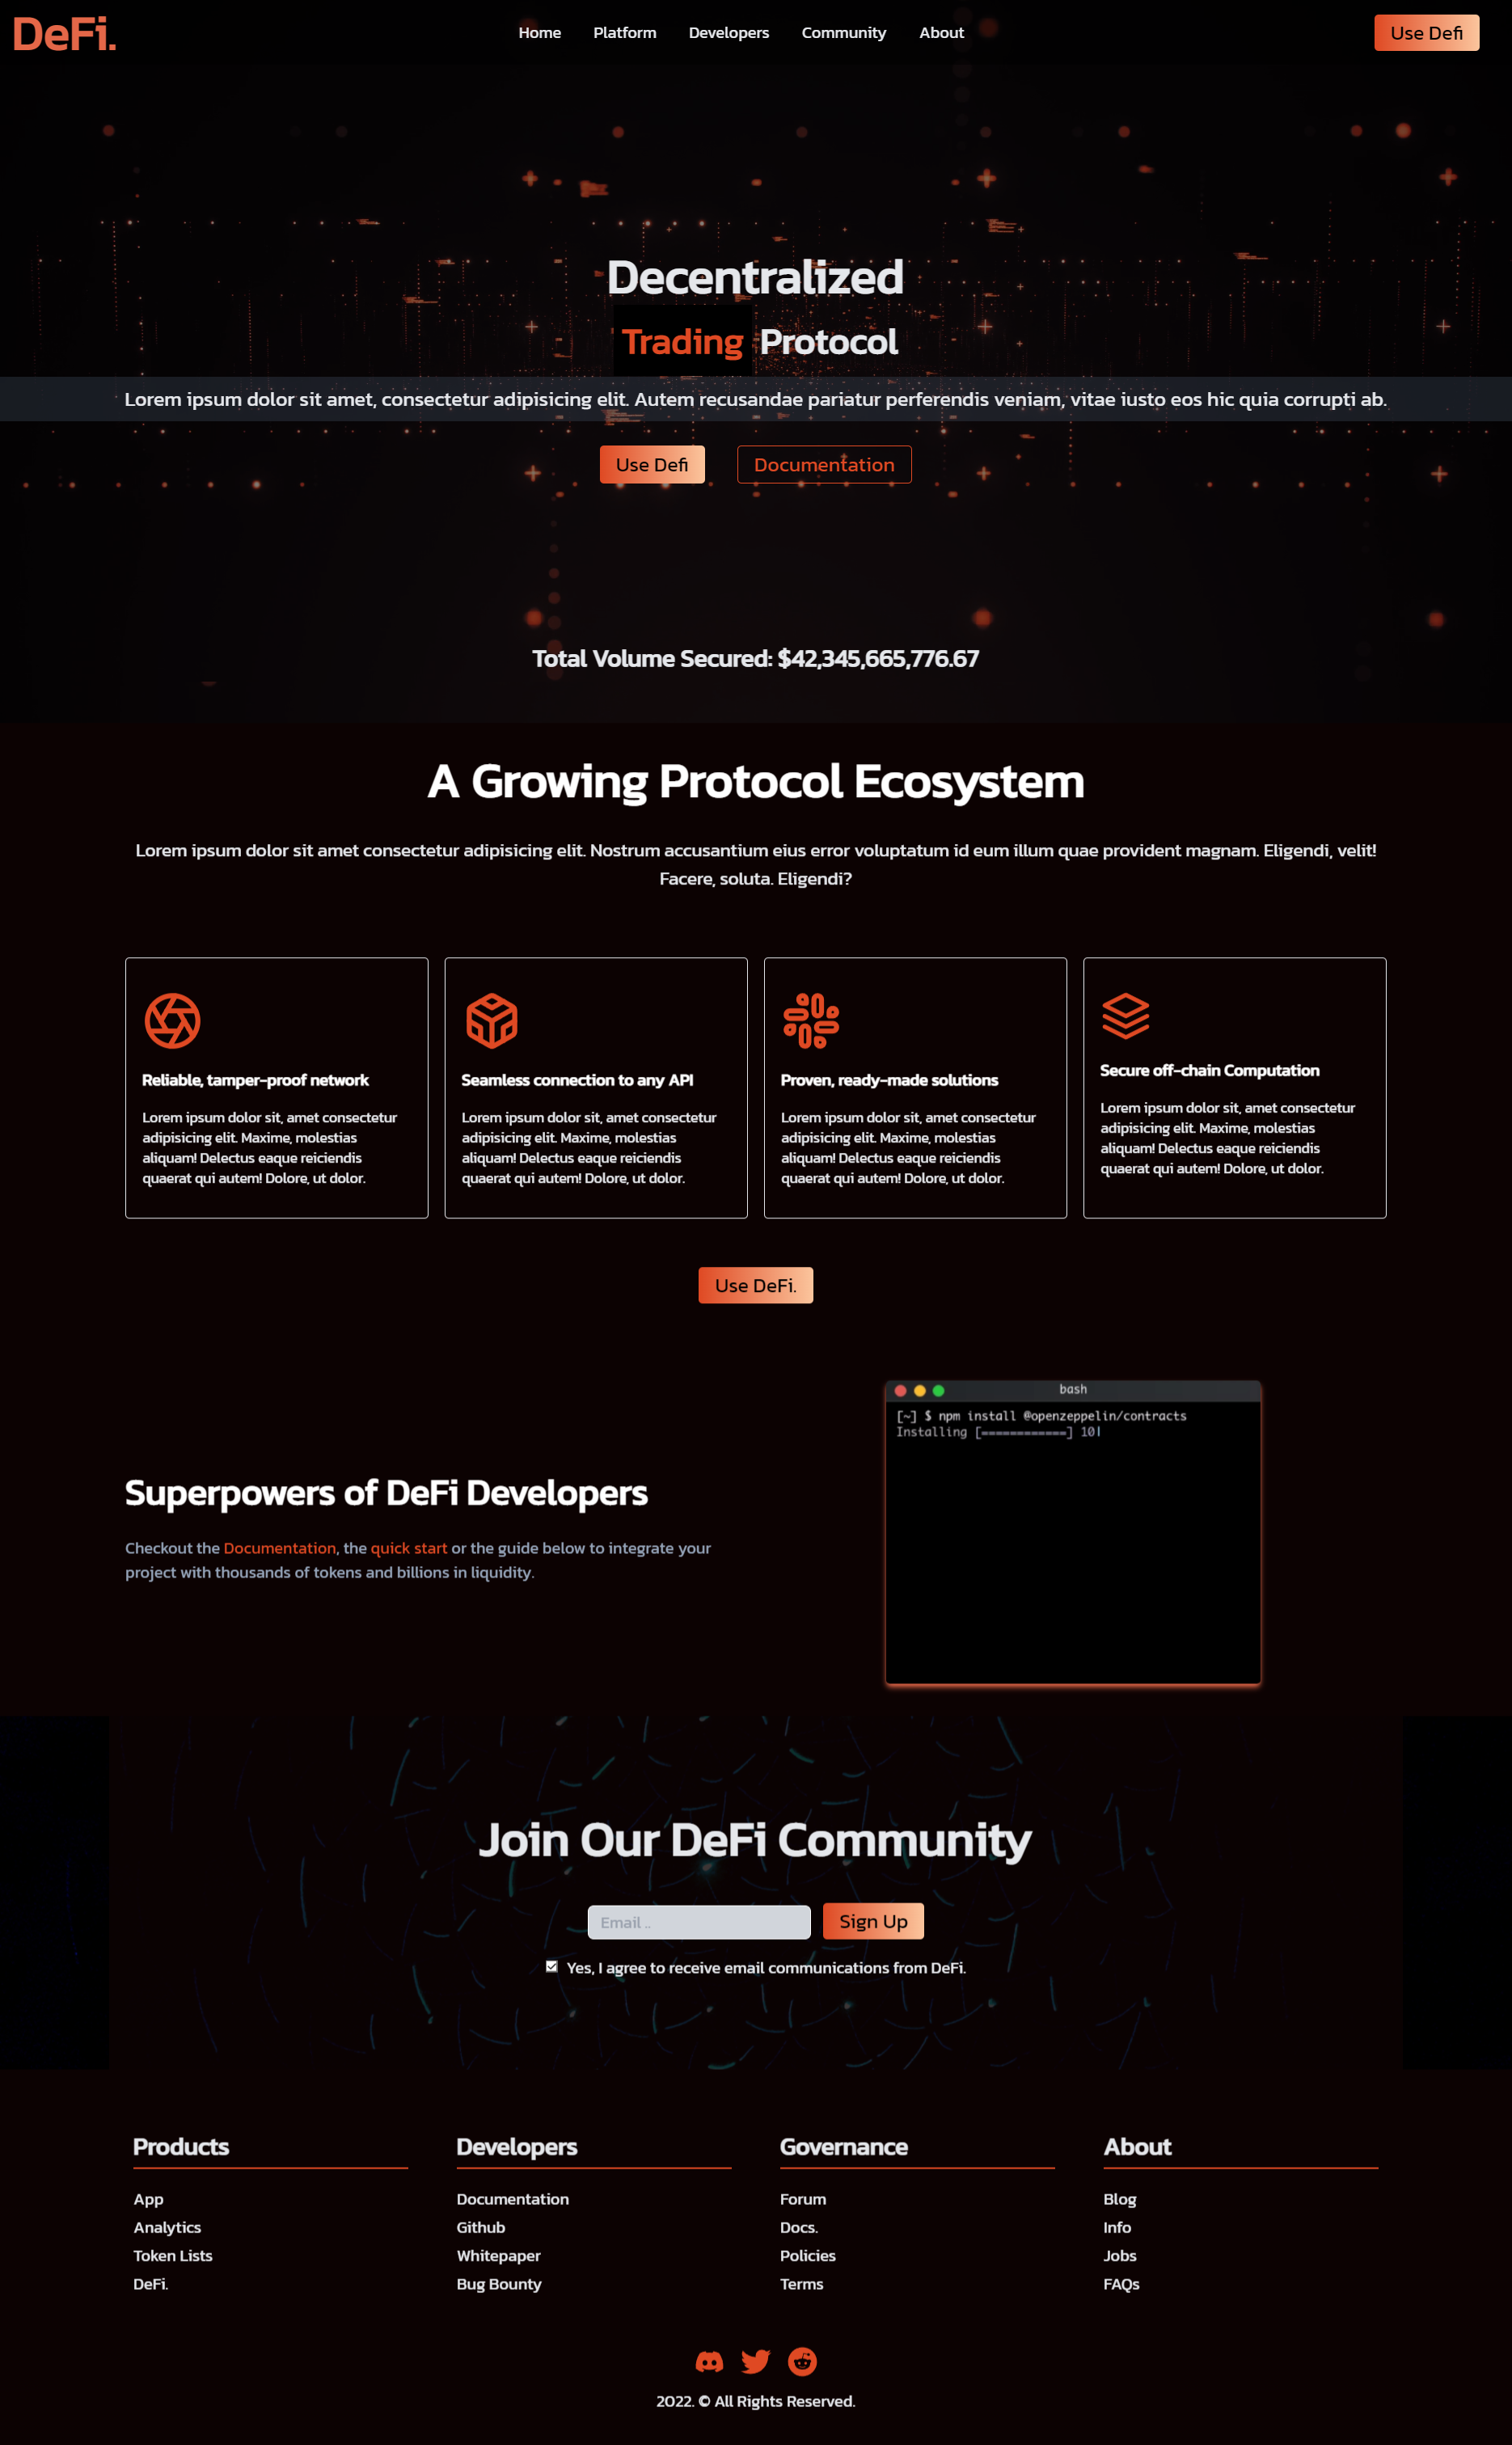 DeFi.
Home Platform Developers Community About
Use Defi
Decentralized
Trading Protocol
Lorem ipsum dolor sit amet, consectetur adipisicing elit. Autem recusandae pariatur perferendis veniam, vitae iusto eos hic quia corrupti ab.
Use Defi Documentation
Total Volume Secured: $42,345,665,776.67
A Growing Protocol Ecosystem
Lorem ipsum dolor sit amet consectetur adipisicing elit. Nostrum accusantium eius error voluptatum id eum illum quae provident magnam. Eligendi, velit!
Facere, soluta. Eligendi?
Reliable, tamper-proof network
Lorem ipsum dolor sit, amet consectetur
adipisicing elit. Maxime, molestias
aliquam! Delectus eaque reiciendis
quaerat qui autem! Dolore, ut dolor.
Seamless connection to any API
Lorem ipsum dolor sit, amet consectetur
adipisicing elit. Maxime, molestias
aliquam! Delectus eaque reiciendis
quaerat qui autem! Dolore, ut dolor.
Proven, ready-made solutions
Lorem ipsum dolor sit, amet consectetur
adipisicing elit. Maxime, molestias
aliquam! Delectus eaque reiciendis
quaerat qui autem! Dolore, ut dolor.
Secure off-chain Computation
Lorem ipsum dolor sit, amet consectetur
adipisicing elit. Maxime, molestias
aliquam! Delectus eaque reiciendis
quaerat qui autem! Dolore, ut dolor.
Use DeFi.
Superpowers of DeFi Developers
Checkout the Documentation, the quick start or the guide below to integrate your
project with thousands of tokens and billions in liquidity.
bash
[~] $ npm install @openzeppelin/contracts
Installing [============] 10
Join Our DeFi Community
Email ..
Sign Up
Yes, I agree to receive email communications from DeFi.
Products
App
Analytics
Token Lists
DeFi.
Developers
Documentation
Github
Whitepaper
Bug Bounty
Governance
Forum
Docs.
Policies
Terms
About
Blog
Info
Jobs
FAQs
2022. © All Rights Reserved.